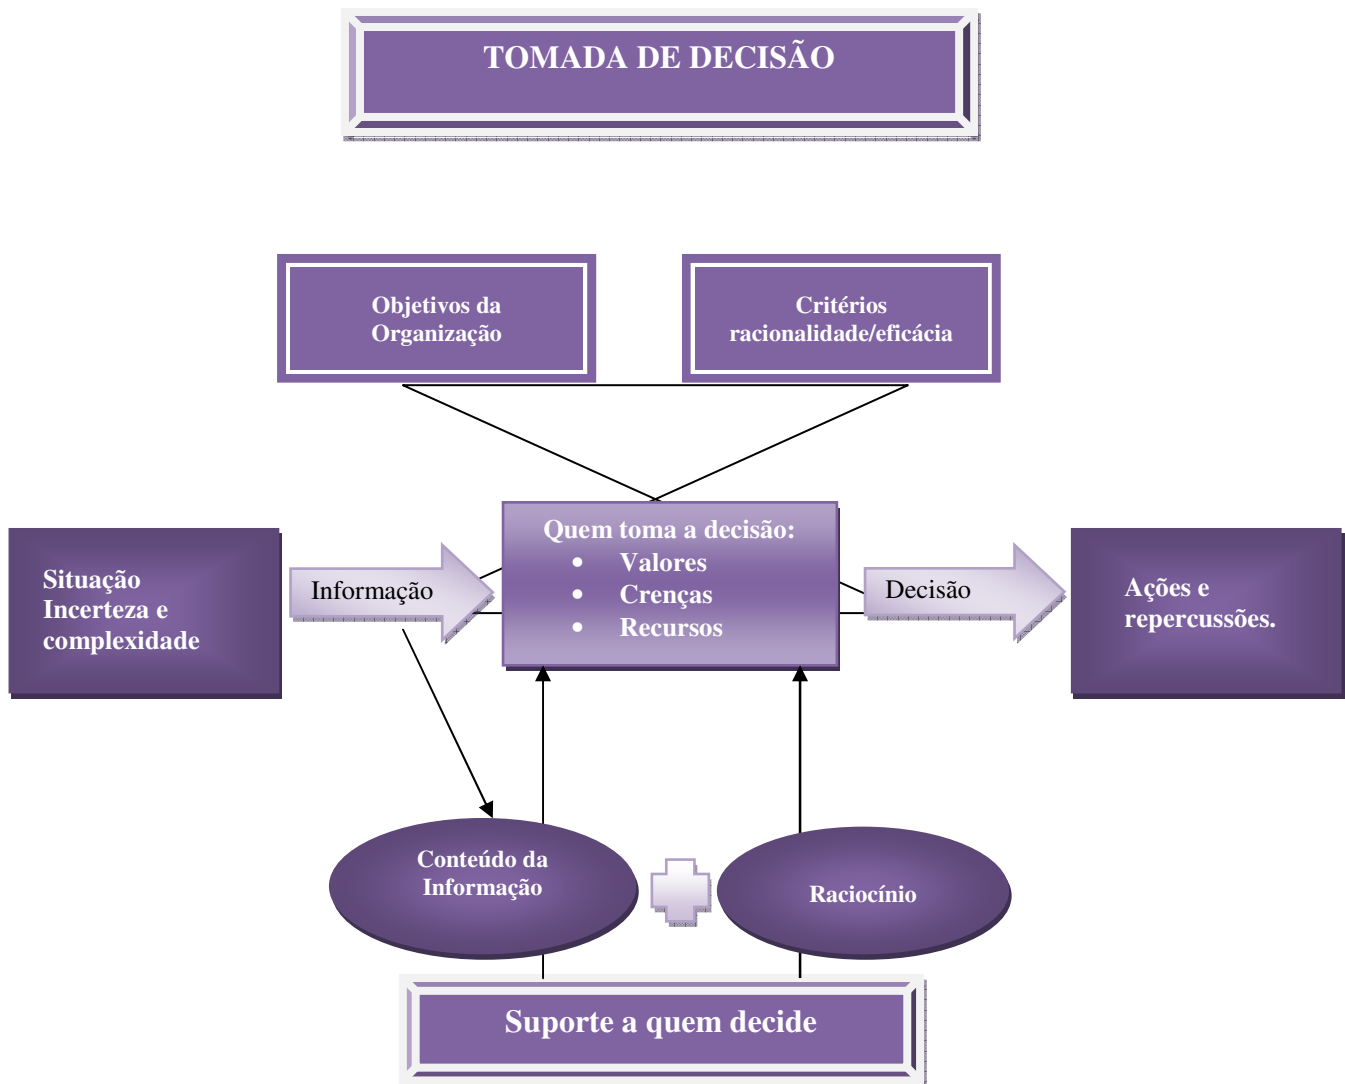 TOMADA DE DECISÃO
Objetivos da
Organização
Critérios
racionalidade/eficácia
Situação
Incerteza e
complexidade
Informação
Quem toma a decisão:
• Valores
• Crenças
• Recursos
Decisão
Ações e
repercussões.
Conteúdo da
Informação
Raciocínio
Suporte a quem decide